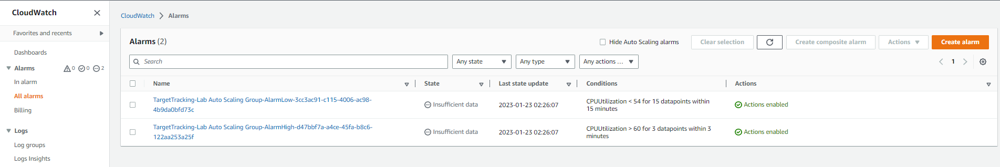 CloudWatch
Favorites and recents
Dashboards
Alarms 0 0 2
In alarm
All alarms
Billing
Logs
Log groups
Logs Insights
CloudWatch Alarms
Alarms (2)
Hide Auto Scaling alarms Clear selection Create composite alarm Actions Create alarm
Search Any state Any type Any actions ... 1
Name State Last state update Conditions Actions
TargetTracking-Lab Auto Scaling Group-AlarmLow-3cc3ac91-c115-4006-ac98-
4b9da0bfd73c
Insufficient data
2023-01-23 02:26:07
CPUUtilization < 54 for 15 datapoints within
15 minutes
Actions enabled
TargetTracking-Lab Auto Scaling Group-AlarmHigh-d47bbf7a-a4ce-45fa-b8c6-
122aa253a25f
Insufficient data
2023-01-23 02:26:07
CPUUtilization > 60 for 3 datapoints within 3
minutes
Actions enabled